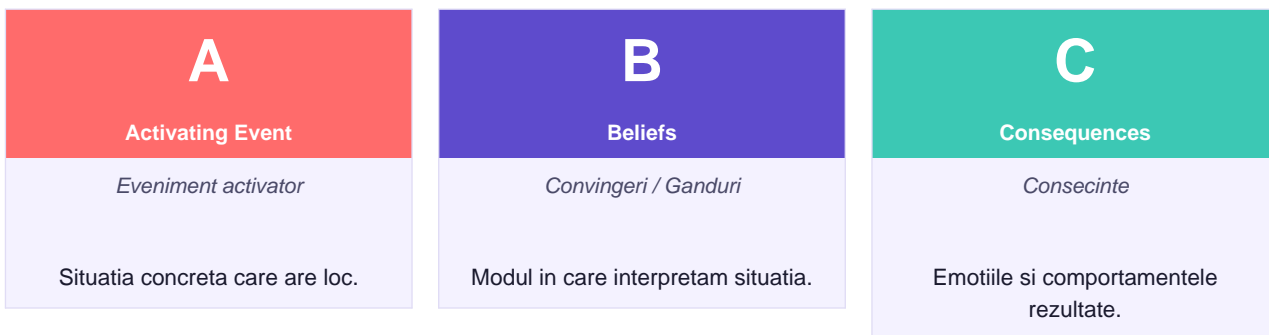 A
Activating Event
Eveniment activator
Situatia concreta care are loc.
B
Beliefs
Convingeri / Ganduri
Modul in care interpretam situatia.
C
Consequences
Consecinte
Emotiile si comportamentele
rezultate.